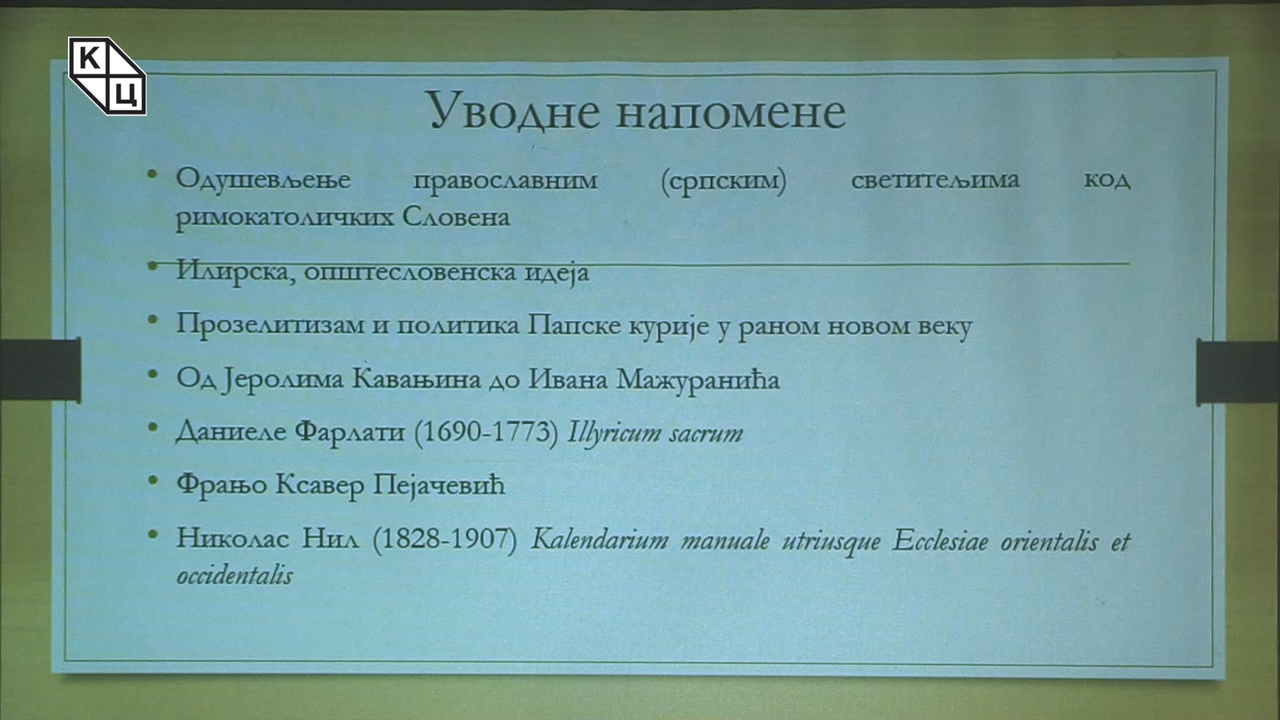 К
Ц
Уводне напомене
• Одушевљење православним (српским) светитељима код
римокатоличких Словена
• Илирска, општесловенска идеја
• Прозелитизам и политика Папске курије у раном новом веку
• Од Јеролима Кавањина до Ивана Мажуранића
• Даниеле Фарлати (1690-1773) Illyricum sacrum
• Фрањо Ксавер Пејачевић
• Николас Нил (1828-1907) Kalendarium manuale utriusque Ecclesiae orientalis et
occidentalis